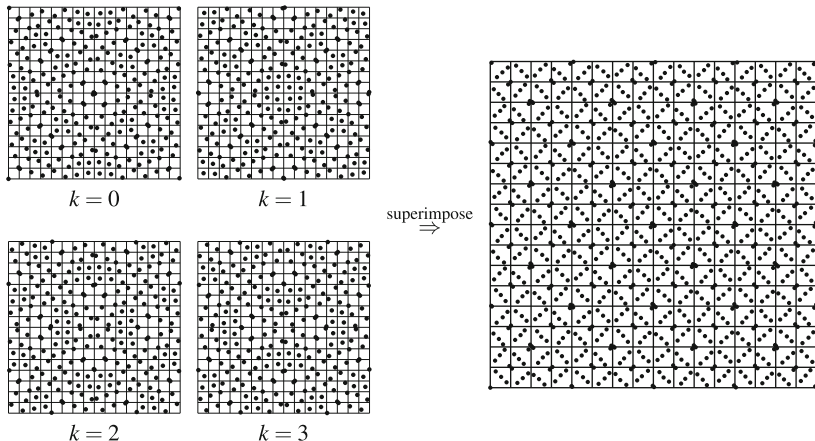 k = 0
k = 1
superimpose
⇒
k = 2
k = 3